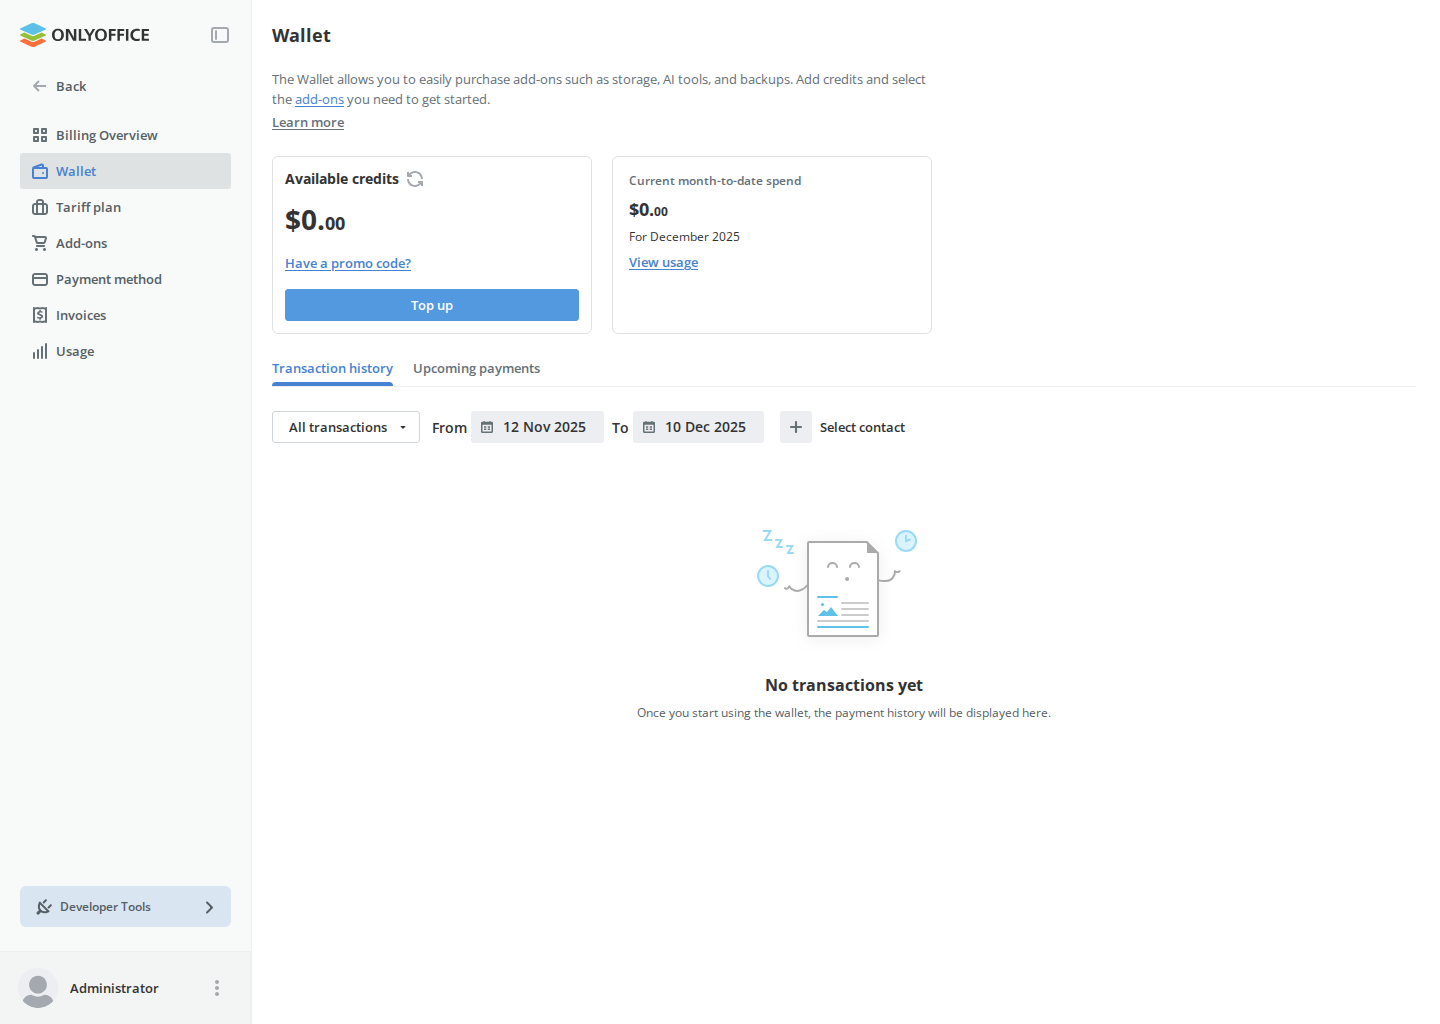 ONLYOFFICE
Back
Billing Overview
Wallet
Tariff plan
Add-ons
Payment method
Invoices
Usage
Developer Tools
Administrator
Wallet
The Wallet allows you to easily purchase add-ons such as storage, AI tools, and backups. Add credits and select
the add-ons you need to get started.
Learn more
Available credits
$0.00
Have a promo code?
Top up
Current month-to-date spend
$0.00
For December 2025
View usage
Transaction history Upcoming payments
All transactions From 12 Nov 2025 To 10 Dec 2025 Select contact
Z Z Z
No transactions yet
Once you start using the wallet, the payment history will be displayed here.